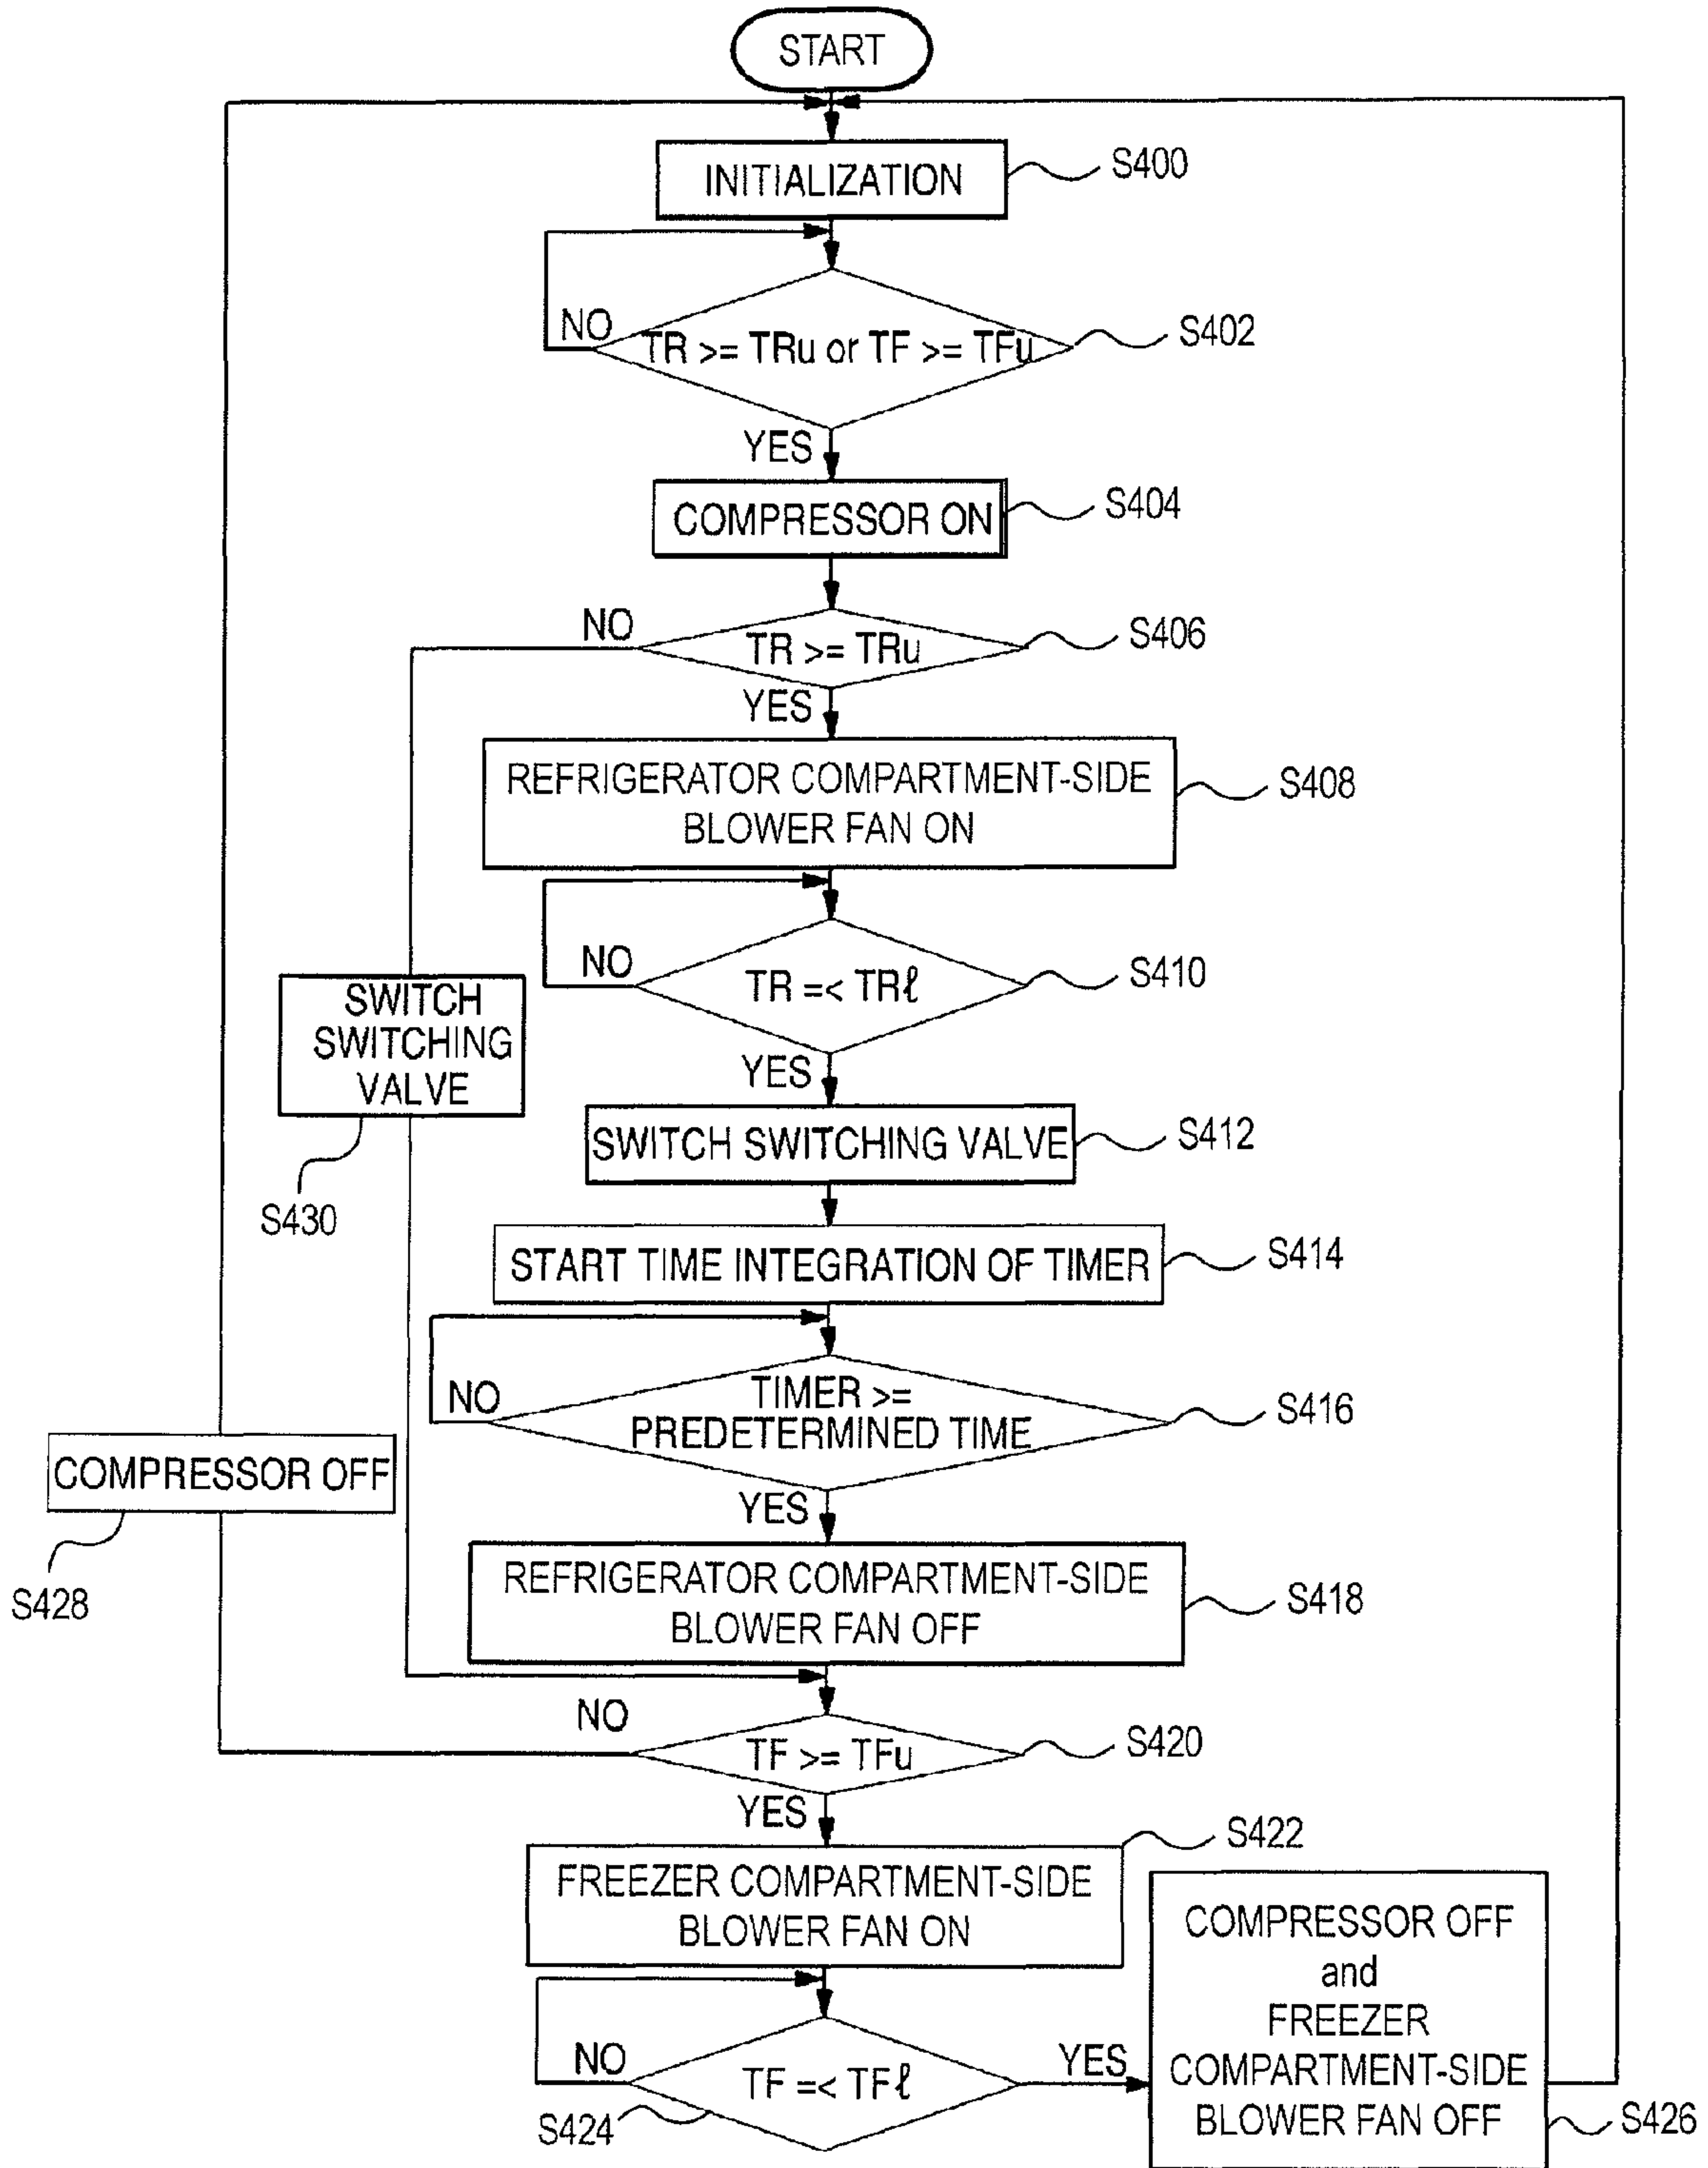 START
INITIALIZATION
S400
NO
TR >= TRu or TF >= TFu
S402
YES
COMPRESSOR ON
S404
NO
TR >= TRu
S406
YES
REFRIGERATOR COMPARTMENT-SIDE
BLOWER FAN ON
S408
NO
TR =< TRℓ
S410
SWITCH
SWITCHING
VALVE
S430
YES
SWITCH SWITCHING VALVE
S412
START TIME INTEGRATION OF TIMER
S414
NO
TIMER >=
PREDETERMINED TIME
S416
COMPRESSOR OFF
S428
YES
REFRIGERATOR COMPARTMENT-SIDE
BLOWER FAN OFF
S418
NO
TF >= TFu
S420
YES
FREEZER COMPARTMENT-SIDE
BLOWER FAN ON
S422
NO
TF =< TFℓ
S424
YES
COMPRESSOR OFF
and
FREEZER
COMPARTMENT-SIDE
BLOWER FAN OFF
S426